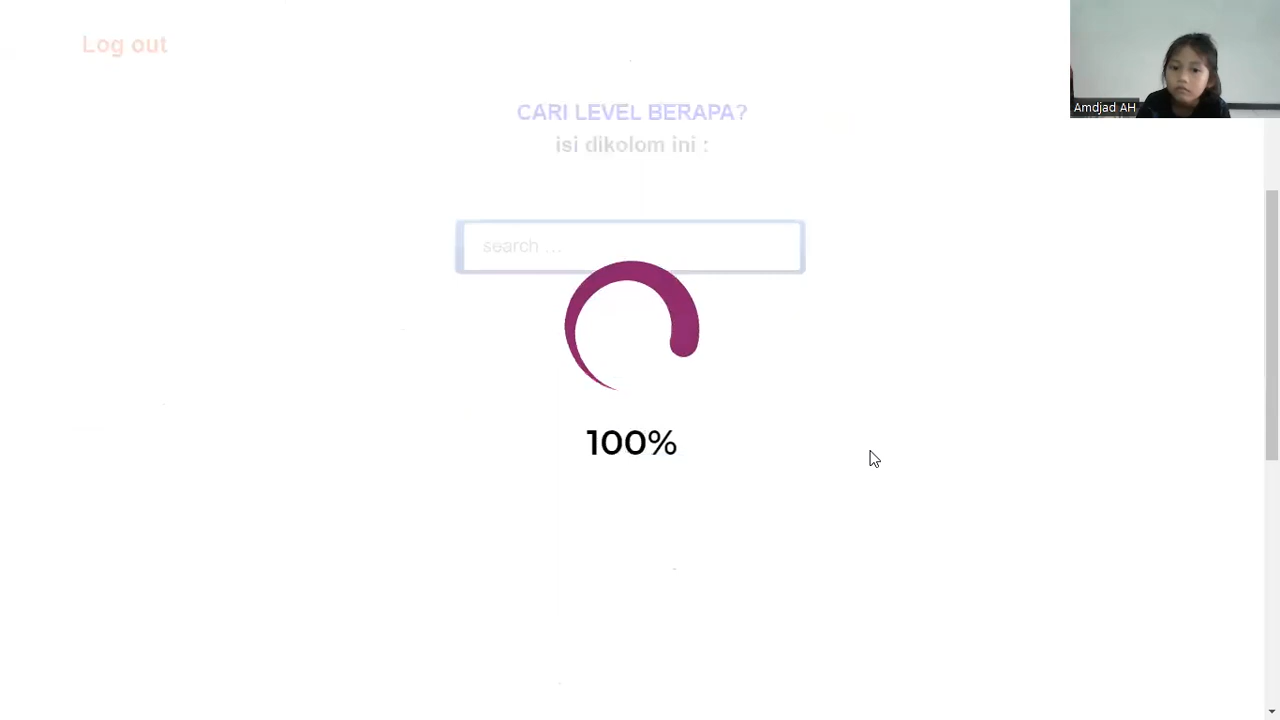 Log out
Amdjad AH
CARI LEVEL BERAPA?
isi dikolom ini :
search ...
100%